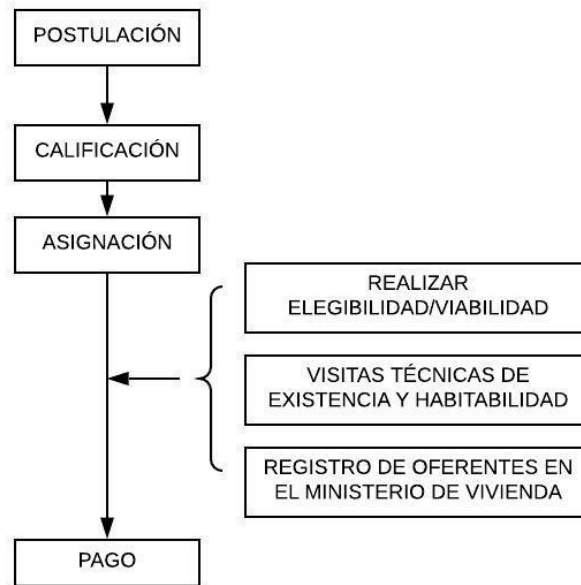 POSTULACIÓN
CALIFICACIÓN
ASIGNACIÓN
REALIZAR
ELEGIBILIDAD/VIABILIDAD
VISITAS TÉCNICAS DE
EXISTENCIA Y HABITABILIDAD
REGISTRO DE OFERENTES EN
EL MINISTERIO DE VIVIENDA
PAGO